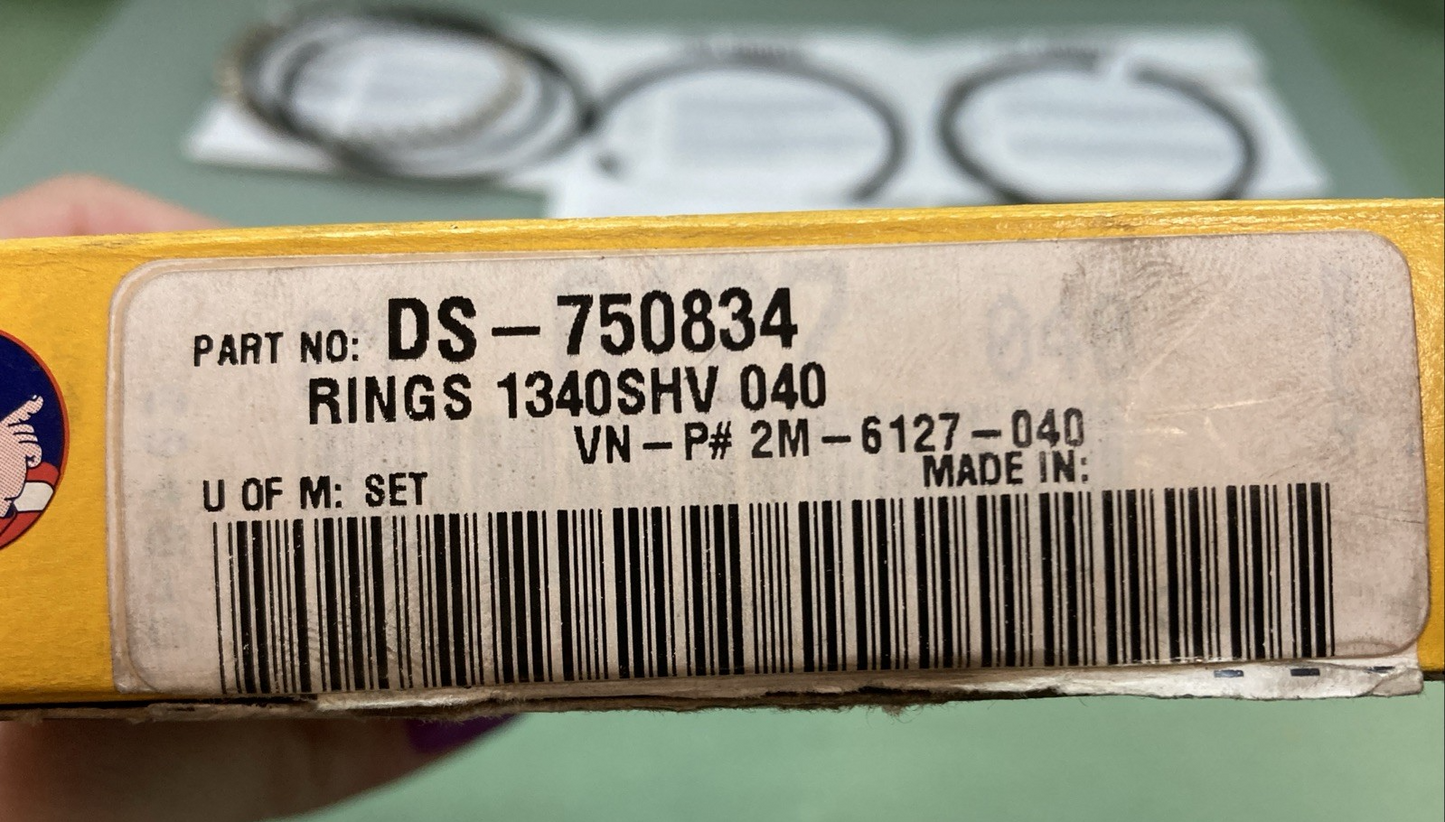 PART NO: DS-750834
RINGS 1340SHV 040
VN-P# 2M-6127-040
MADE IN:
U OF M: SET